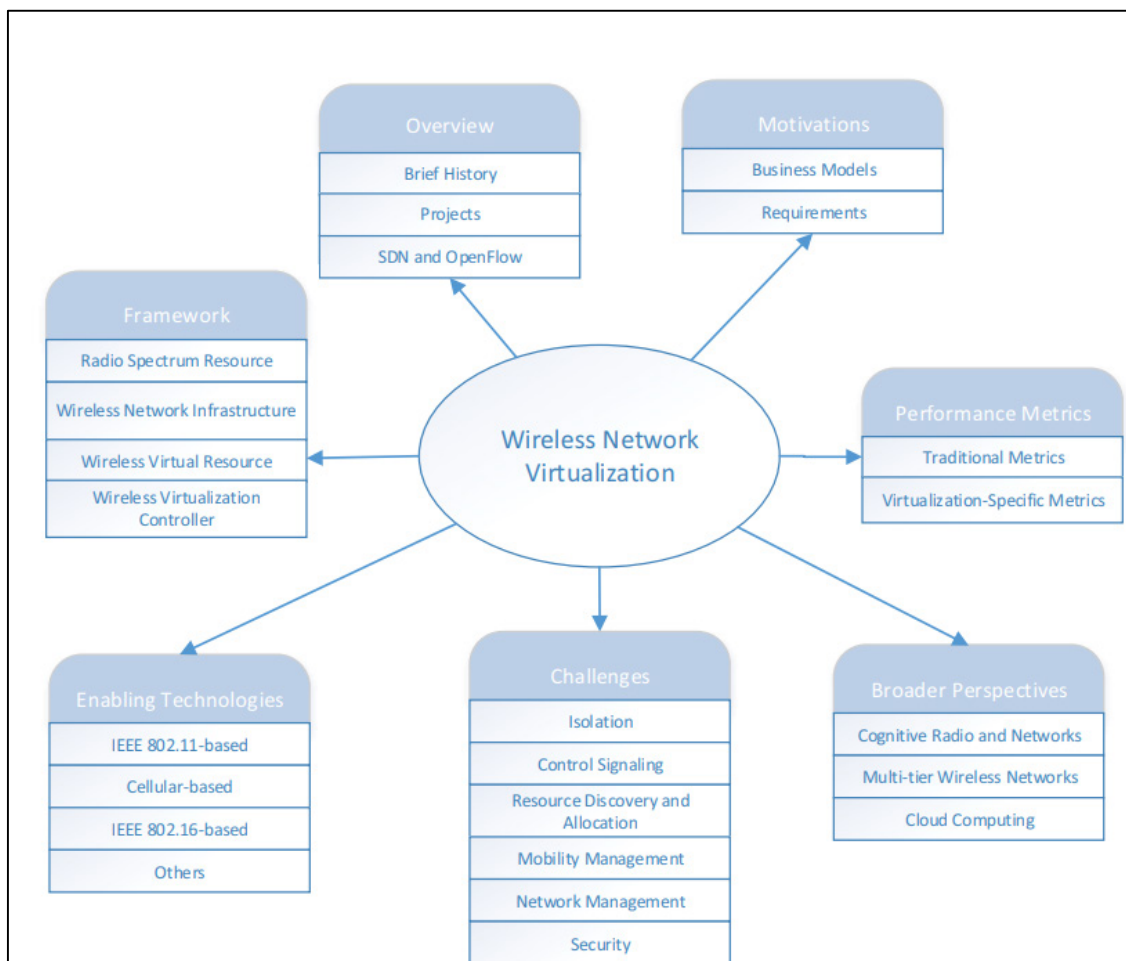 Overview
Brief History
Projects
SDN and OpenFlow
Motivations
Business Models
Requirements
Framework
Radio Spectrum Resource
Wireless Network Infrastructure
Wireless Virtual Resource
Wireless Virtualization
Controller
Wireless Network
Virtualization
Performance Metrics
Traditional Metrics
Virtualization-Specific Metrics
Enabling Technologies
IEEE 802.11-based
Cellular-based
IEEE 802.16-based
Others
Challenges
Isolation
Control Signaling
Resource Discovery and
Allocation
Mobility Management
Network Management
Security
Broader Perspectives
Cognitive Radio and Networks
Multi-tier Wireless Networks
Cloud Computing